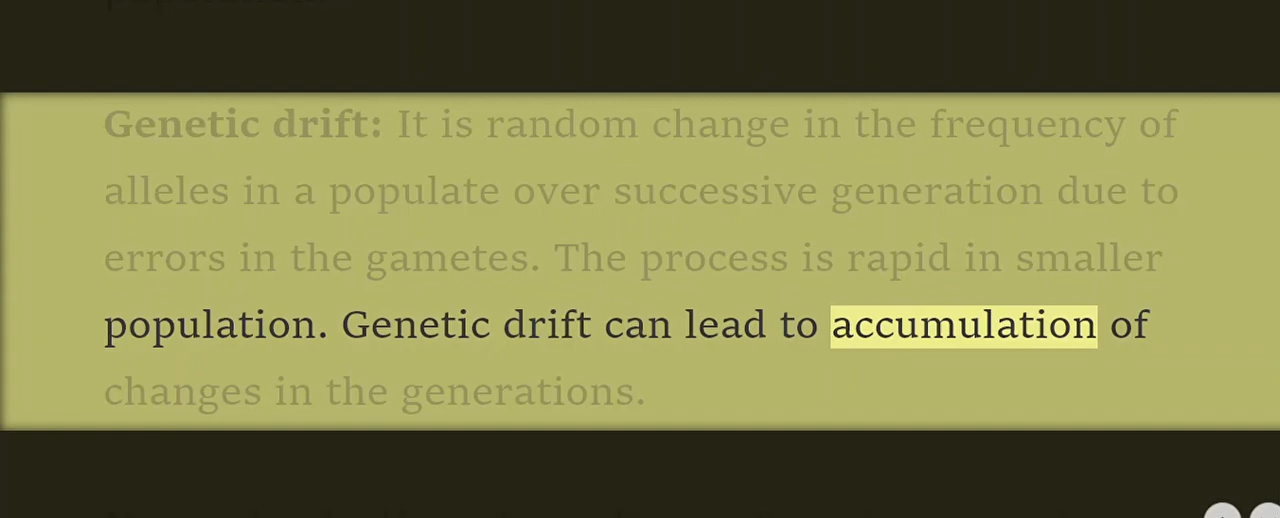 Genetic drift: It is random change in the frequency of
alleles in a populate over successive generation due to
errors in the gametes. The process is rapid in smaller
population. Genetic drift can lead to accumulation of
changes in the generations.